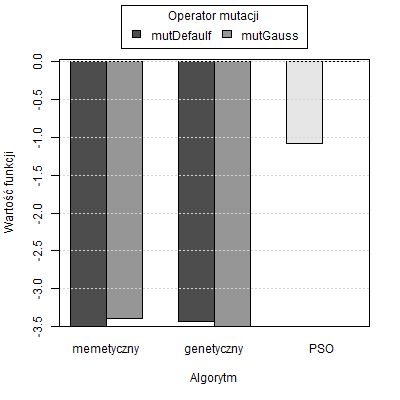 Operator mutacji
mutDefaulf mutGauss
0.0
-0.5
-1.0
-1.5
-2.0
-2.5
-3.0
-3.5
Wartość funkcji
memetyczny genetyczny PSO
Algorytm